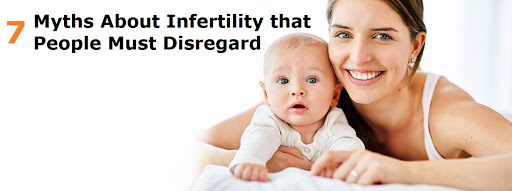 7 Myths About Infertility that
People Must Disregard